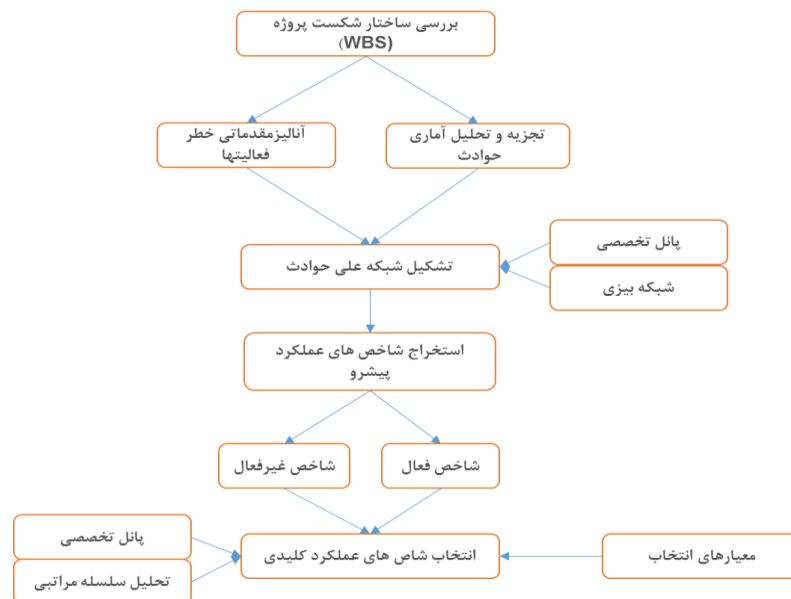 بررسی ساختار شکست پروژه
(WBS)
تجزیه و تحلیل آماری
حوادث
آنالیزمقدماتی خطر
فعالیتها
پانل تخصصی
تشکیل شبکه علی حوادث
شبکه بیزی
استخراج شاخص های عملکرد
پیشرو
شاخص فعال
شاخص غیرفعال
معیارهای انتخاب
انتخاب شاص های عملکرد کلیدی
پانل تخصصی
تحلیل سلسله مراتبی